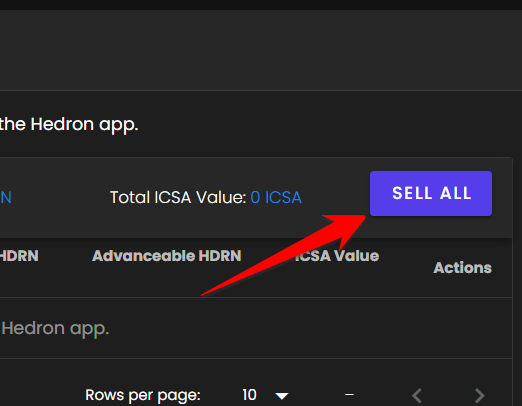 the Hedron app.
N
Total ICSA Value: 0 ICSA
SELL ALL
HDRN
Advanceable HDRN
ICSA Value
Actions
Hedron app.
Rows per page:
10
–